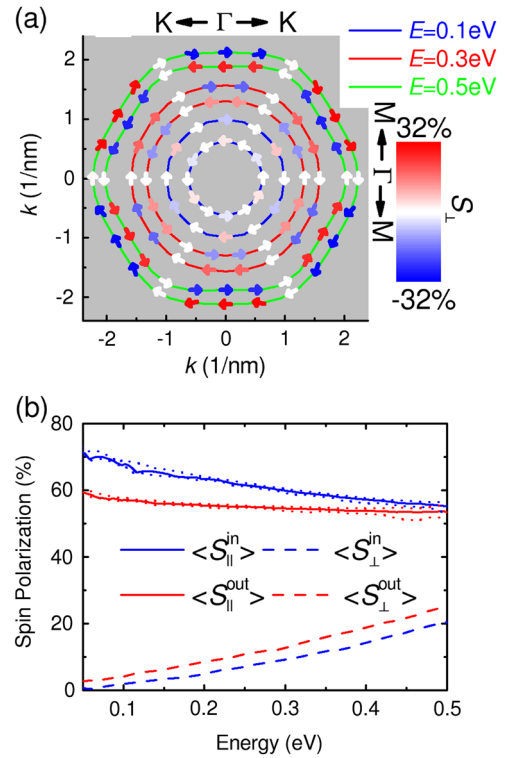 (a)
K ← Γ → K
E=0.1eV
E=0.3eV
E=0.5eV
k (1/nm)
2
1
0
-1
-2
-2 -1 0 1 2
k (1/nm)
M ← Γ → M
32%
S⊥
-32%
(b)
Spin Polarization (%)
80
60
40
20
0
<S∥^in> <S⊥^in>
<S∥^out> <S⊥^out>
0.1 0.2 0.3 0.4 0.5
Energy (eV)